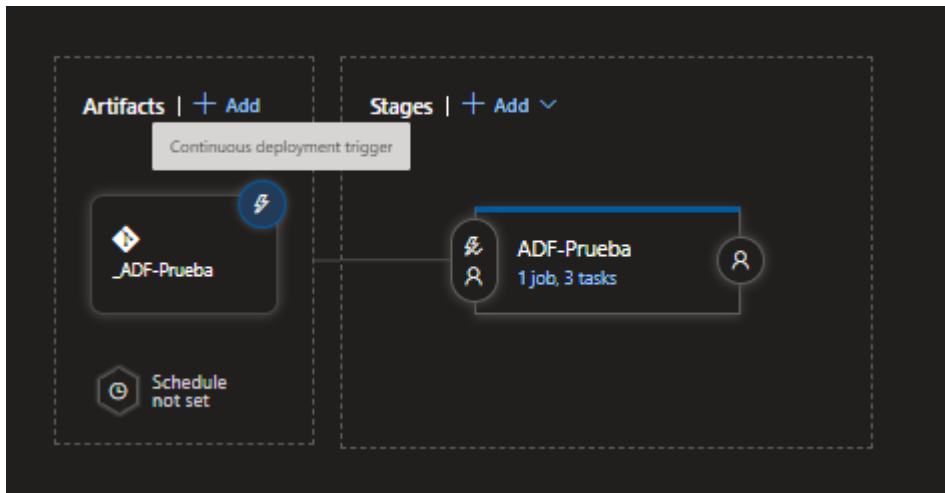 Artifacts | + Add
Stages | + Add
Continuous deployment trigger
_ADF-Prueba
ADF-Prueba
1 job, 3 tasks
Schedule
not set